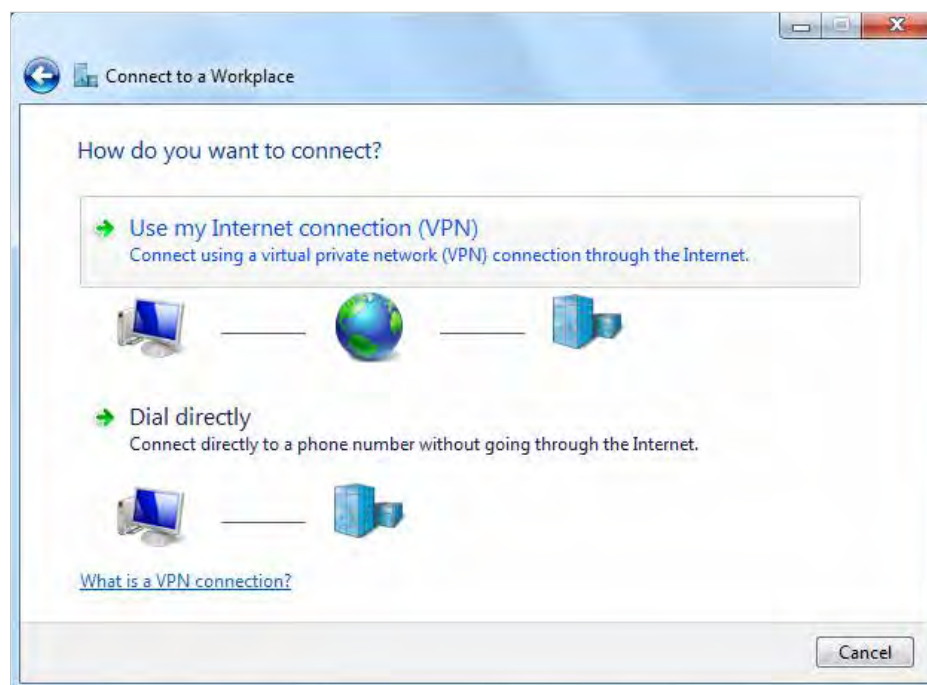 Connect to a Workplace
How do you want to connect?
Use my Internet connection (VPN)
Connect using a virtual private network (VPN) connection through the Internet.
Dial directly
Connect directly to a phone number without going through the Internet.
What is a VPN connection?
Cancel